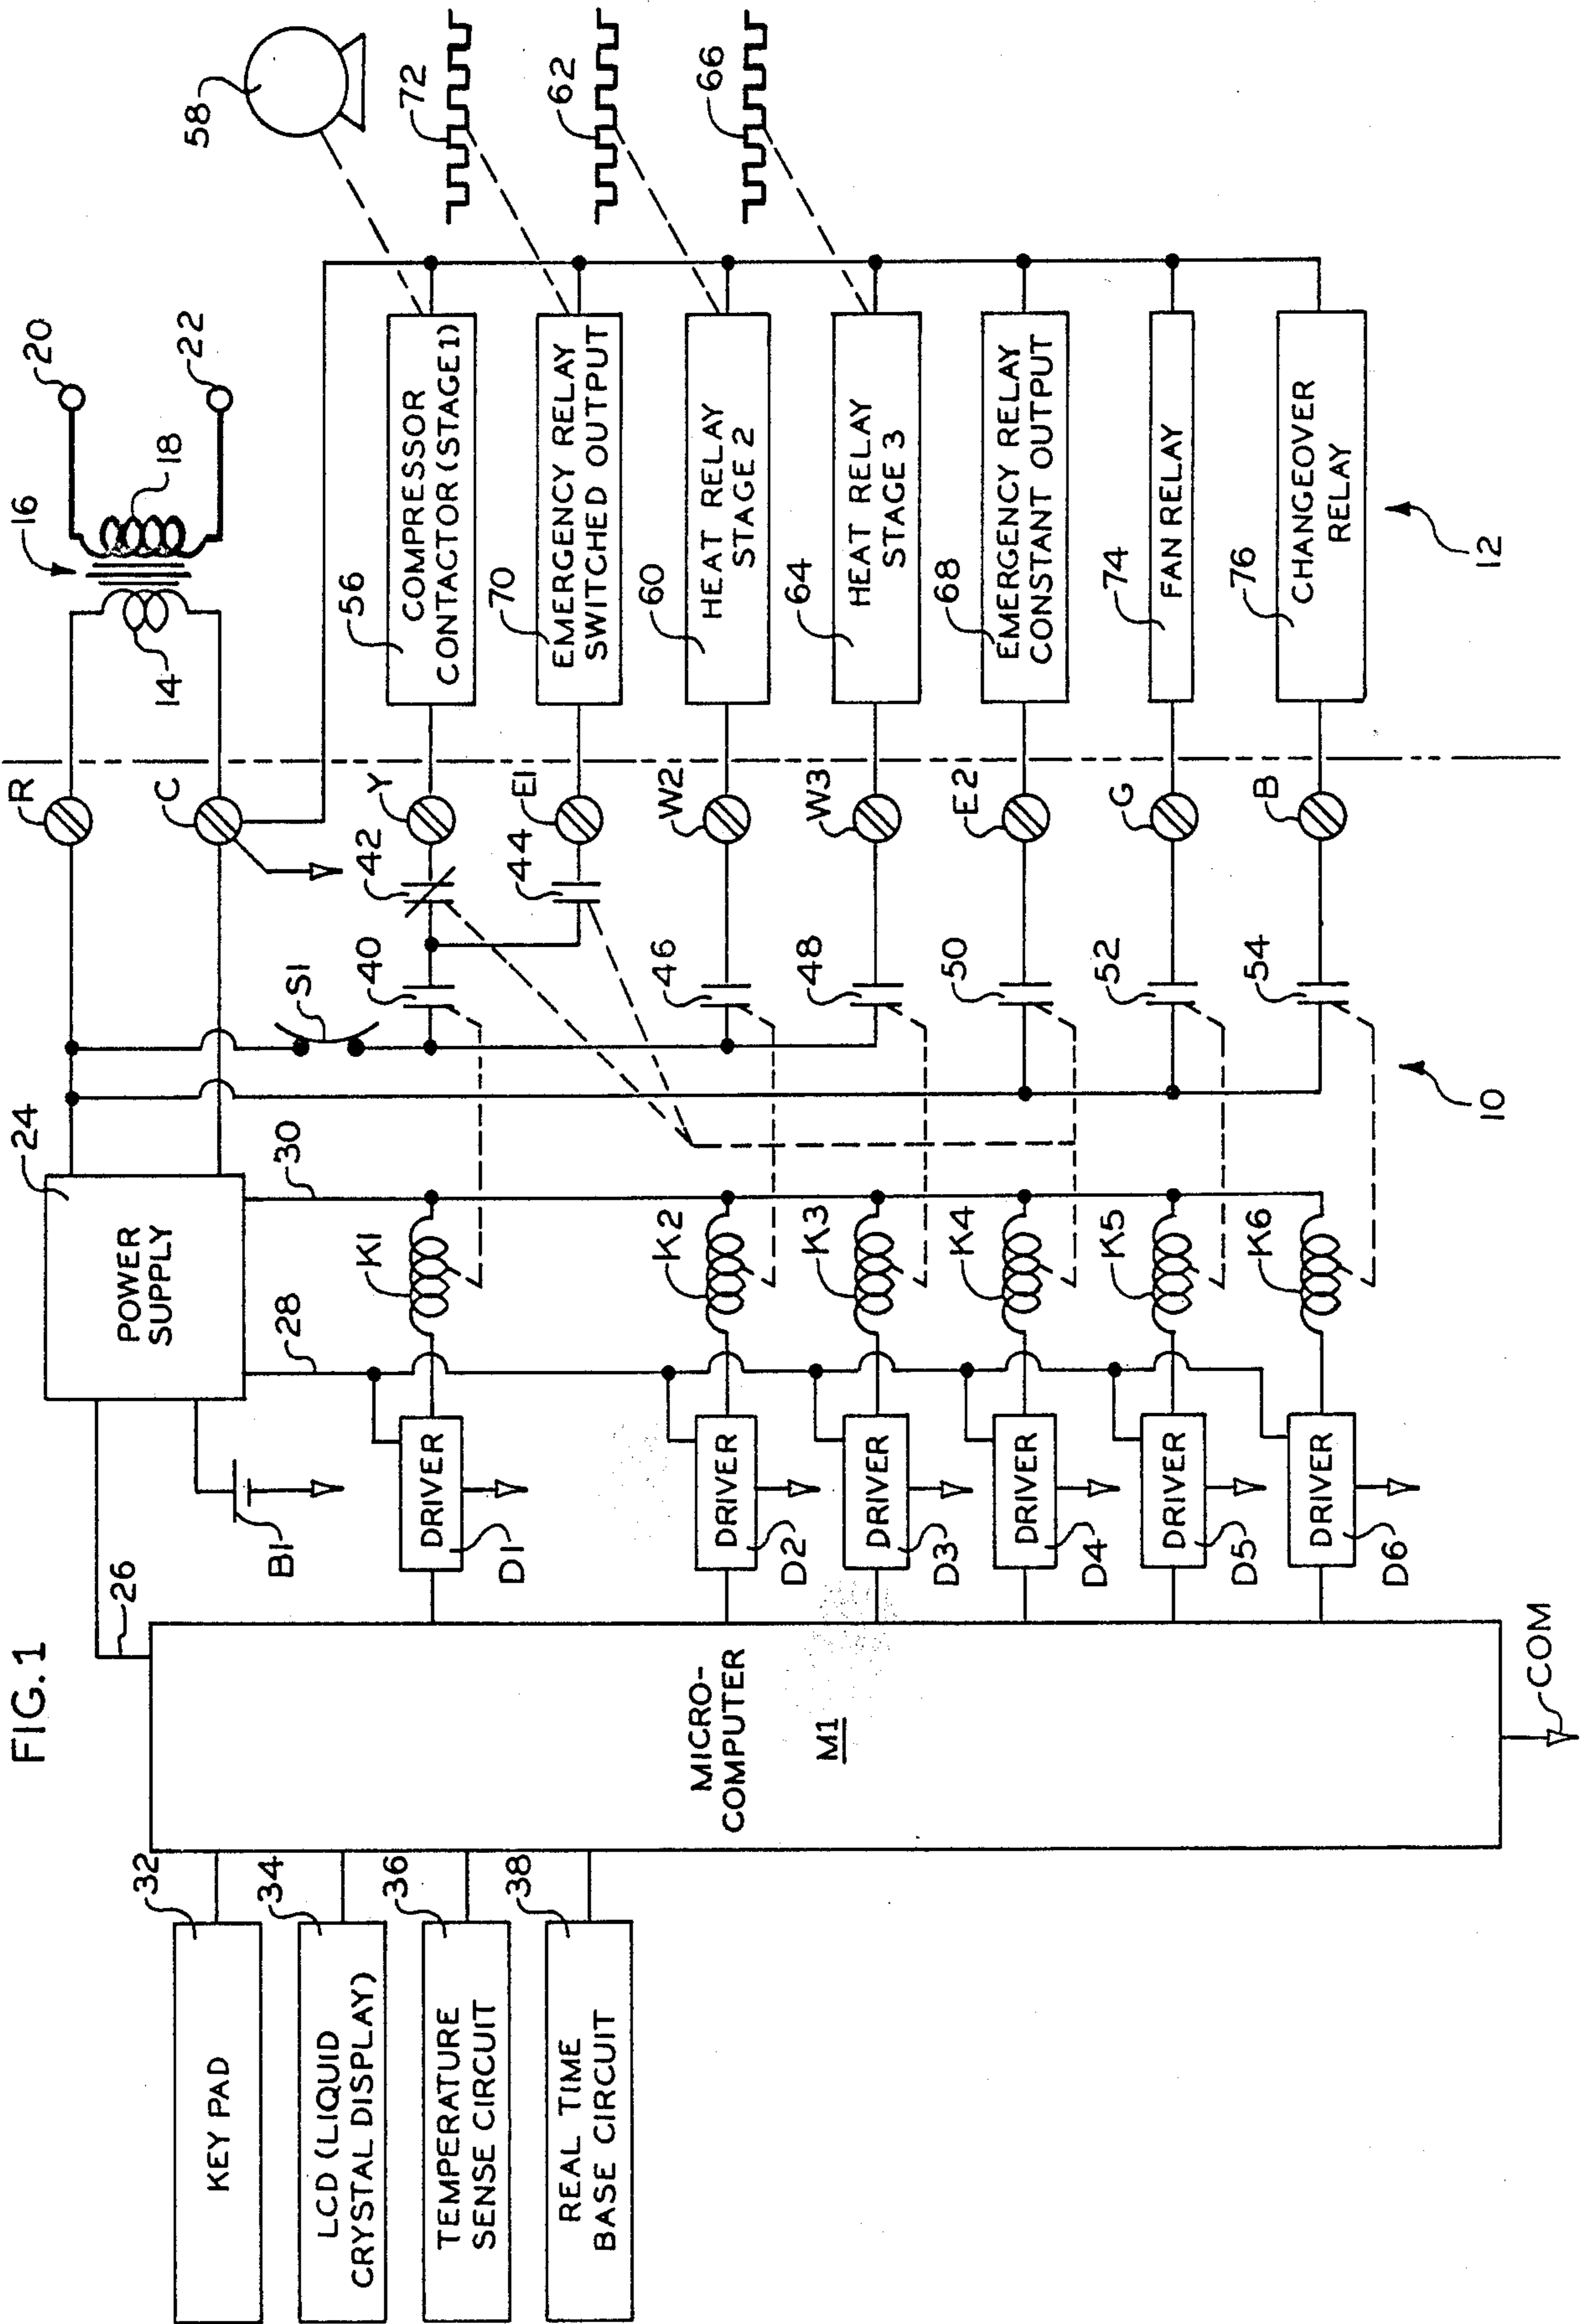 FIG. 1
32
KEY PAD
34
LCD (LIQUID
CRYSTAL DISPLAY)
36
TEMPERATURE
SENSE CIRCUIT
38
REAL TIME
BASE CIRCUIT
MICRO-
COMPUTER
M1
COM
26
24
POWER
SUPPLY
B1
28
30
DRIVER
D1
DRIVER
D2
DRIVER
D3
DRIVER
D4
DRIVER
D5
DRIVER
D6
K1
K2
K3
K4
K5
K6
S1
40
42
44
46
48
50
52
54
10
R
C
Y
E1
W2
W3
E2
G
B
14
16
18
20
22
56
COMPRESSOR
CONTACTOR (STAGE 1)
70
EMERGENCY RELAY
SWITCHED OUTPUT
60
HEAT RELAY
STAGE 2
64
HEAT RELAY
STAGE 3
68
EMERGENCY RELAY
CONSTANT OUTPUT
74
FAN RELAY
76
CHANGEOVER
RELAY
12
58
72
62
66